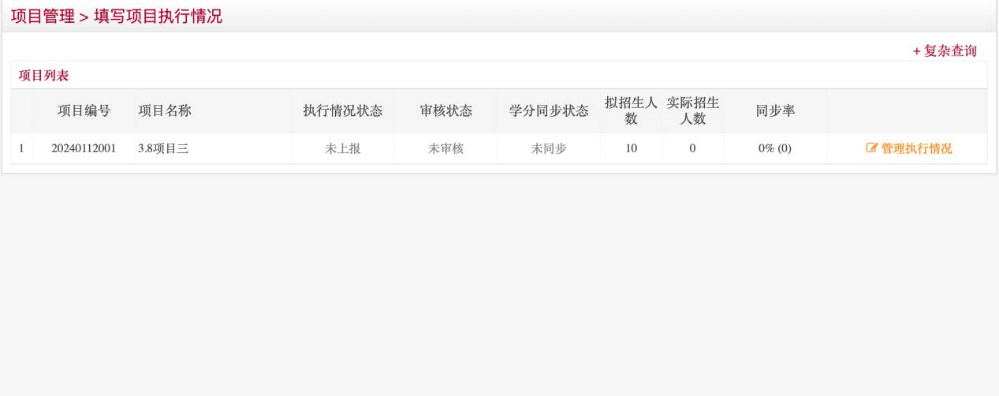 项目管理 > 填写项目执行情况
+ 复杂查询
项目列表
项目编号 项目名称 执行情况状态 审核状态 学分同步状态 拟招生人数 实际招生人数 同步率
1 20240112001 3.8项目三 未上报 未审核 未同步 10 0 0% (0) 管理执行情况